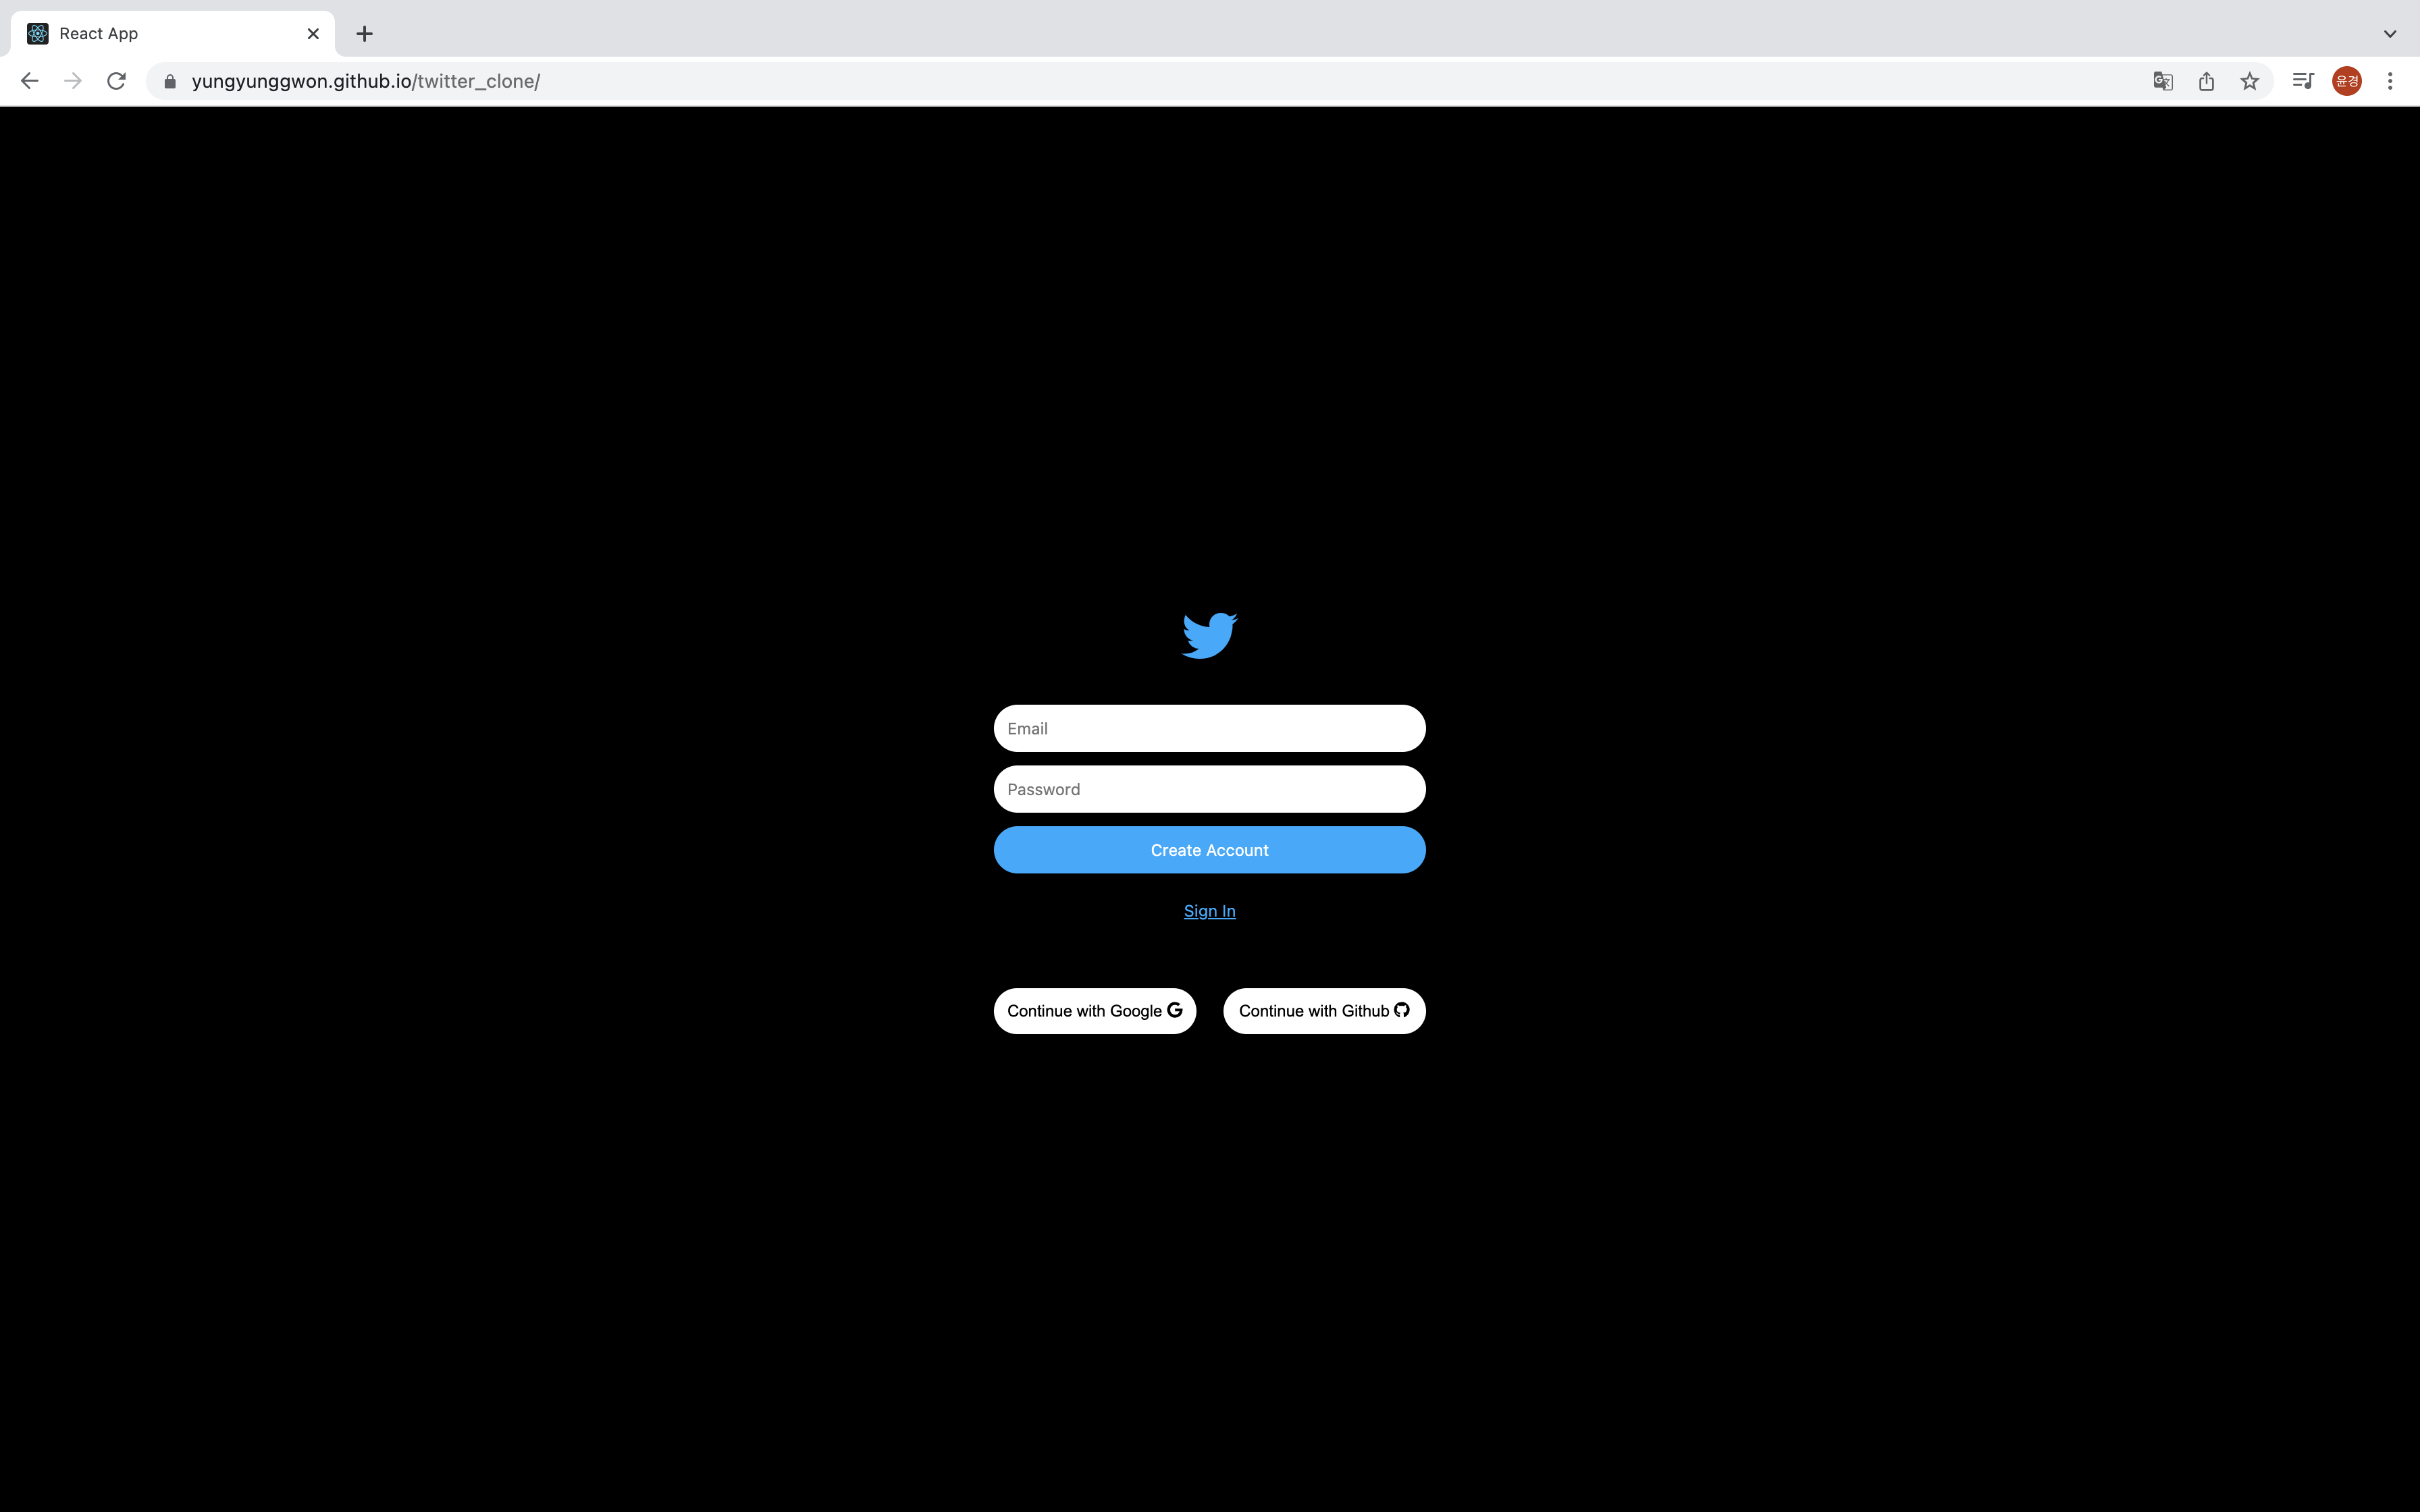 React App
yungyunggwon.github.io/twitter_clone/
윤경
Email
Password
Create Account
Sign In
Continue with Google
Continue with Github